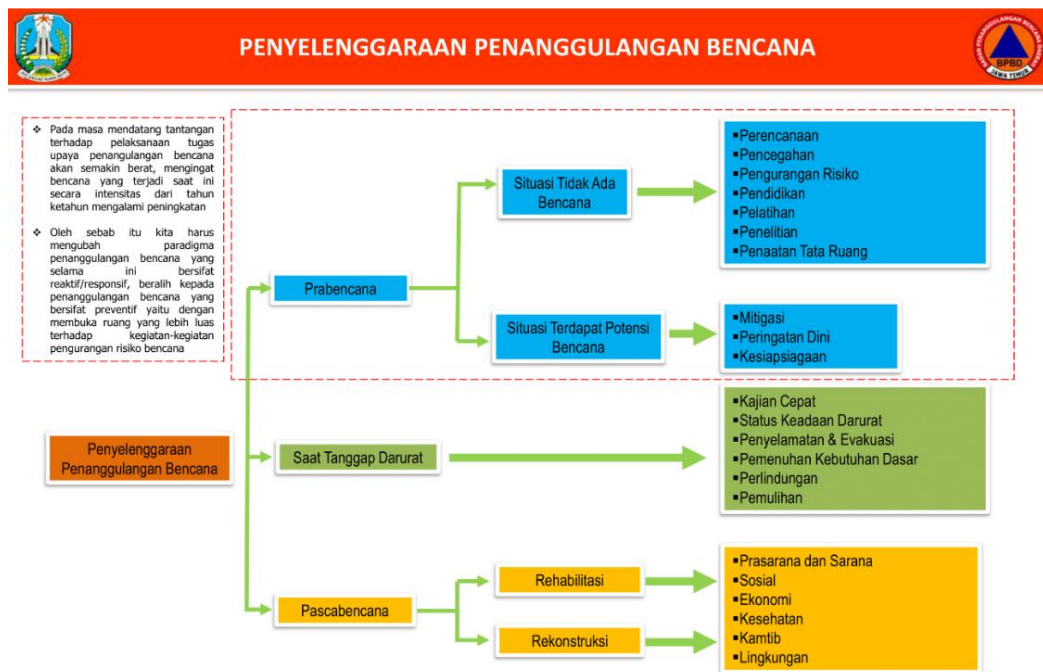 PENYELENGGARAAN PENANGGULANGAN BENCANA
BADAN PENANGGULANGAN BENCANA DAERAH
BPBD
JAWA TIMUR
❖ Pada masa mendatang tantangan
terhadap pelaksanaan tugas
upaya penangulangan bencana
akan semakin berat, mengingat
bencana yang terjadi saat ini
secara intensitas dari tahun
ketahun mengalami peningkatan
❖ Oleh sebab itu kita harus
mengubah paradigma
penanggulangan bencana yang
selama ini bersifat
reaktif/responsif, beralih kepada
penanggulangan bencana yang
bersifat preventif yaitu dengan
membuka ruang yang lebih luas
terhadap kegiatan-kegiatan
pengurangan risiko bencana
Penyelenggaraan
Penanggulangan Bencana
Prabencana
Situasi Tidak Ada
Bencana
▪Perencanaan
▪Pencegahan
▪Pengurangan Risiko
▪Pendidikan
▪Pelatihan
▪Penelitian
▪Penaatan Tata Ruang
Situasi Terdapat Potensi
Bencana
▪Mitigasi
▪Peringatan Dini
▪Kesiapsiagaan
Saat Tanggap Darurat
▪Kajian Cepat
▪Status Keadaan Darurat
▪Penyelamatan & Evakuasi
▪Pemenuhan Kebutuhan Dasar
▪Perlindungan
▪Pemulihan
Pascabencana
Rehabilitasi
Rekonstruksi
▪Prasarana dan Sarana
▪Sosial
▪Ekonomi
▪Kesehatan
▪Kamtib
▪Lingkungan